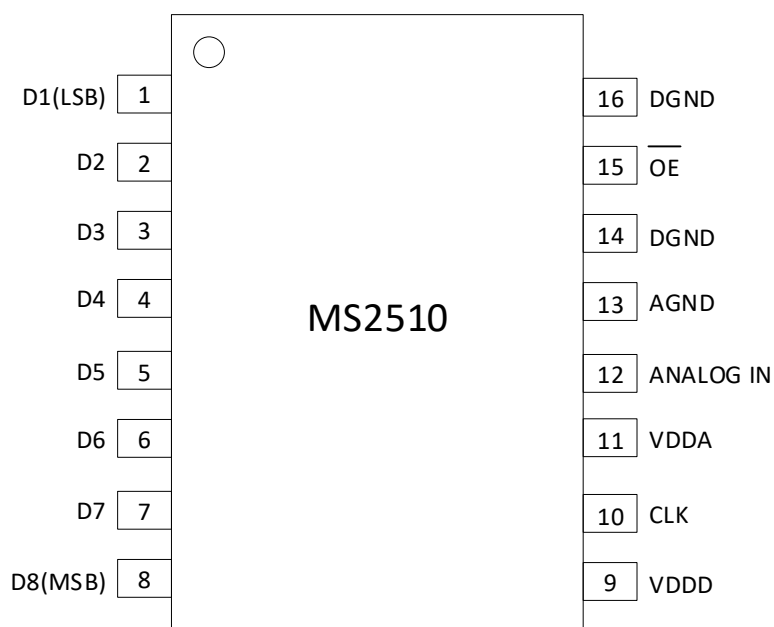 D1(LSB) 1 16 DGND
D2 2 15 O̅E̅
D3 3 14 DGND
D4 4 MS2510 13 AGND
D5 5 12 ANALOG IN
D6 6 11 VDDA
D7 7 10 CLK
D8(MSB) 8 9 VDDD